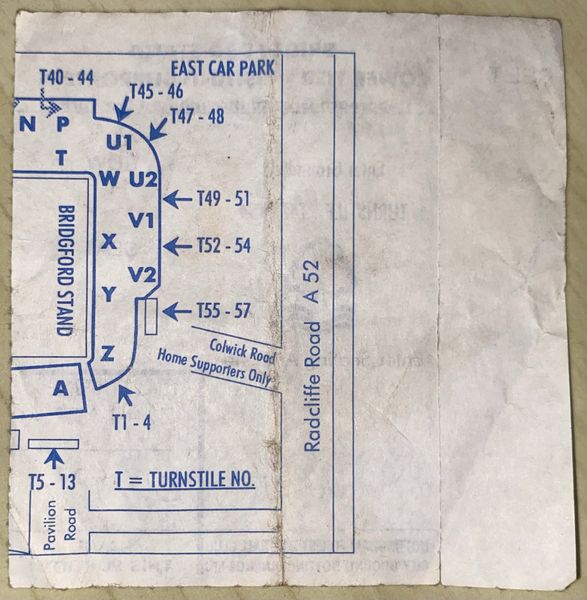 EAST CAR PARK
T40 - 44
T45 - 46
T47 - 48
N
P
U1
T
W
U2
T49 - 51
V1
BRIDGFORD STAND
X
T52 - 54
V2
Y
T55 - 57
Radcliffe Road A 52
Z
Colwick Road
Home Supporters Only
A
T1 - 4
T5 - 13
T = TURNSTILE NO.
Pavilion
Road